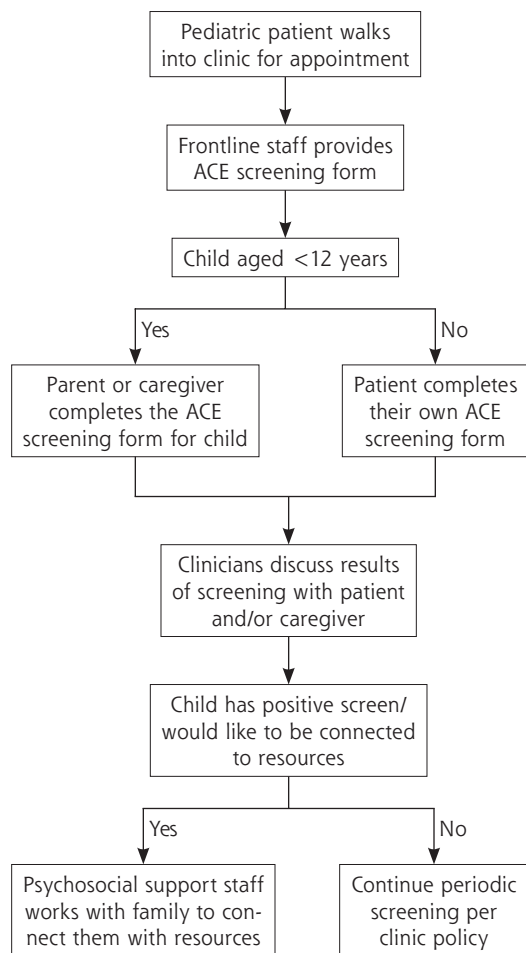 Pediatric patient walks
into clinic for appointment
Frontline staff provides
ACE screening form
Child aged <12 years
Yes
No
Parent or caregiver
completes the ACE
screening form for child
Patient completes
their own ACE
screening form
Clinicians discuss results
of screening with patient
and/or caregiver
Child has positive screen/
would like to be connected
to resources
Yes
No
Psychosocial support staff
works with family to con-
nect them with resources
Continue periodic
screening per
clinic policy